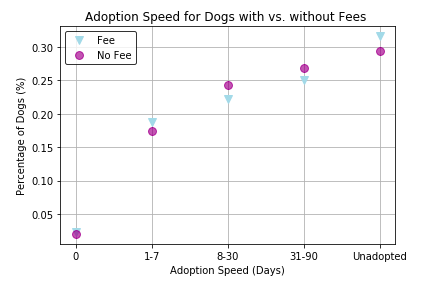 Adoption Speed for Dogs with vs. without Fees
Fee
No Fee
0.30
0.25
0.20
0.15
0.10
0.05
Percentage of Dogs (%)
0 1-7 8-30 31-90 Unadopted
Adoption Speed (Days)